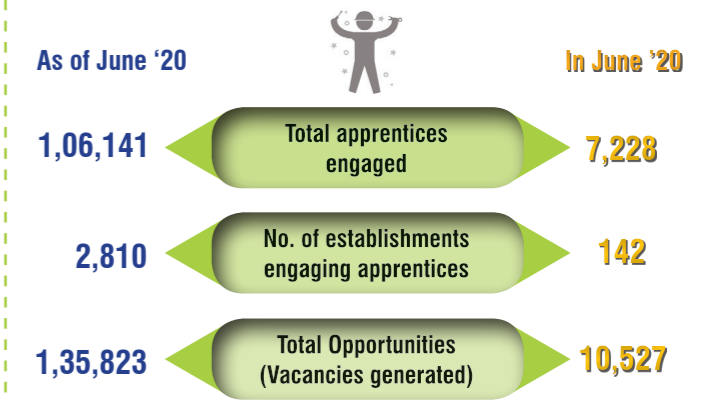 As of June ‘20
In June ’20
1,06,141
Total apprentices
engaged
7,228
2,810
No. of establishments
engaging apprentices
142
1,35,823
Total Opportunities
(Vacancies generated)
10,527